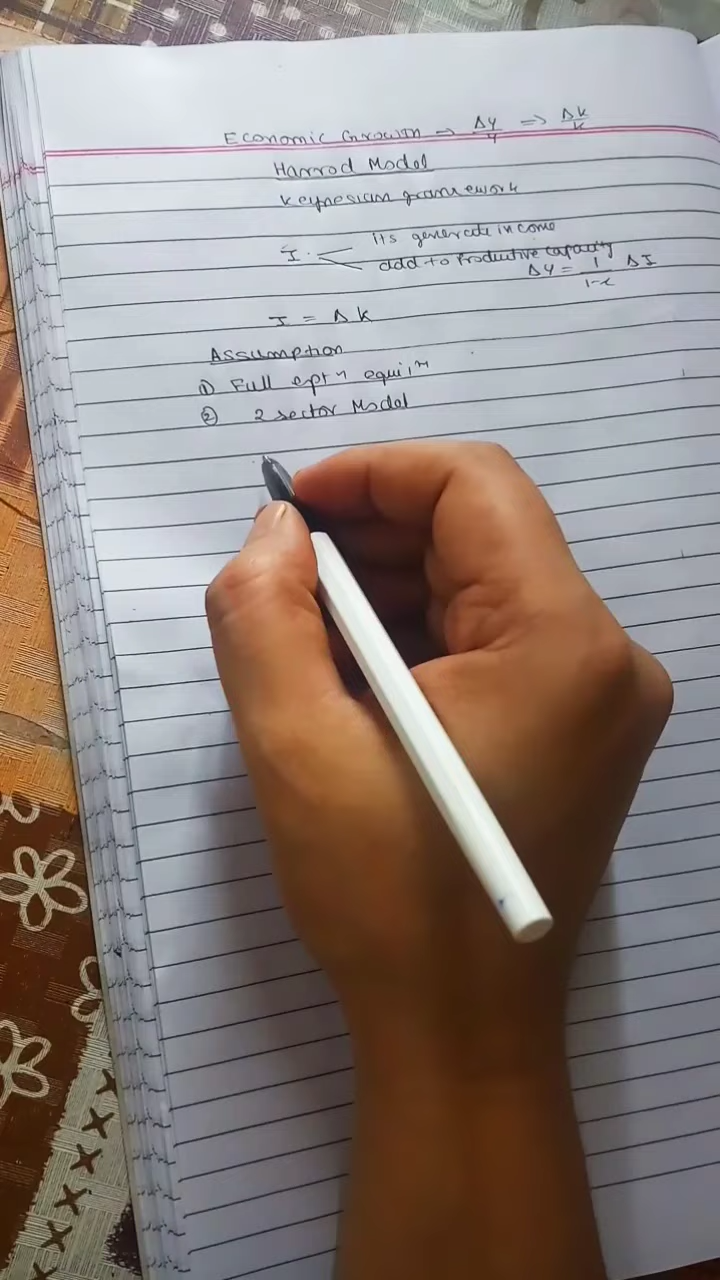 Economic Growth → ΔY/Y ⇒ ΔK/K
Harrod Model
Keynesian framework
I . its generate income
add to Productive capacity
ΔY = 1/1-c ΔI
I = ΔK
Assumption
① Full ept^n equi^m
② 2 sector Model